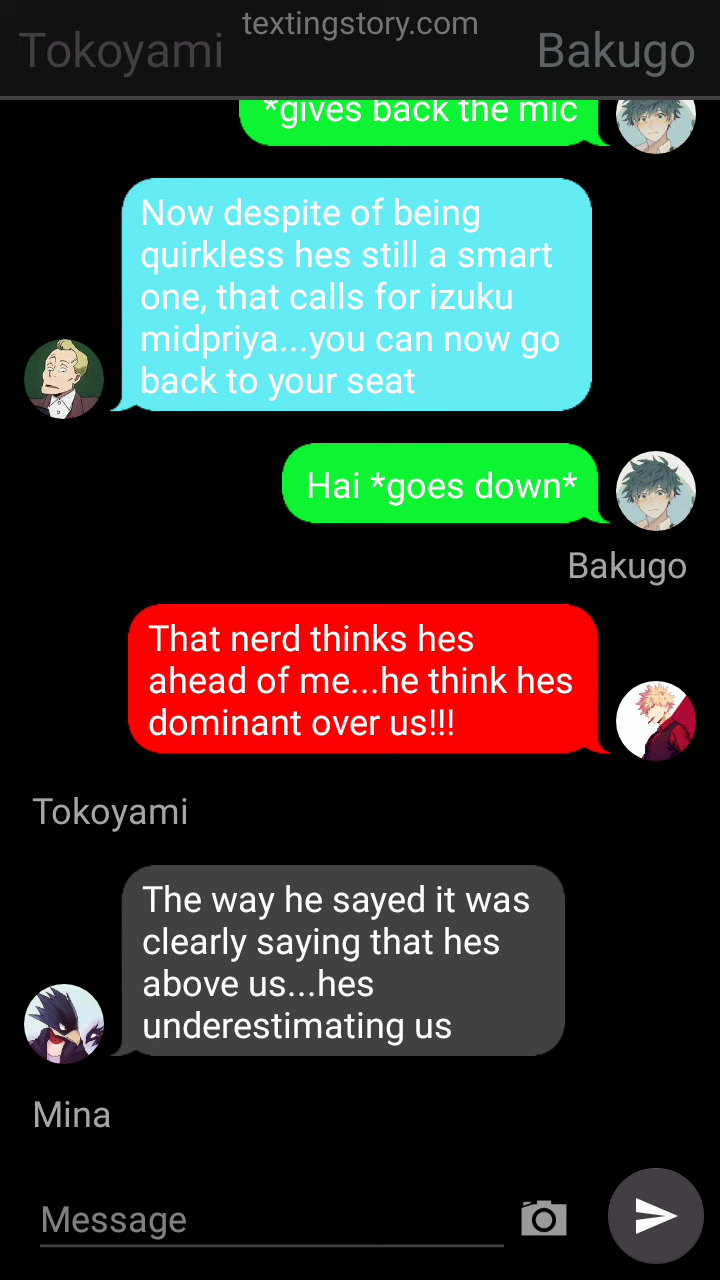 textingstory.com
Tokoyami
Bakugo
*gives back the mic
Now despite of being
quirkless hes still a smart
one, that calls for izuku
midpriya...you can now go
back to your seat
Hai *goes down*
Bakugo
That nerd thinks hes
ahead of me...he think hes
dominant over us!!!
Tokoyami
The way he sayed it was
clearly saying that hes
above us...hes
underestimating us
Mina
Message